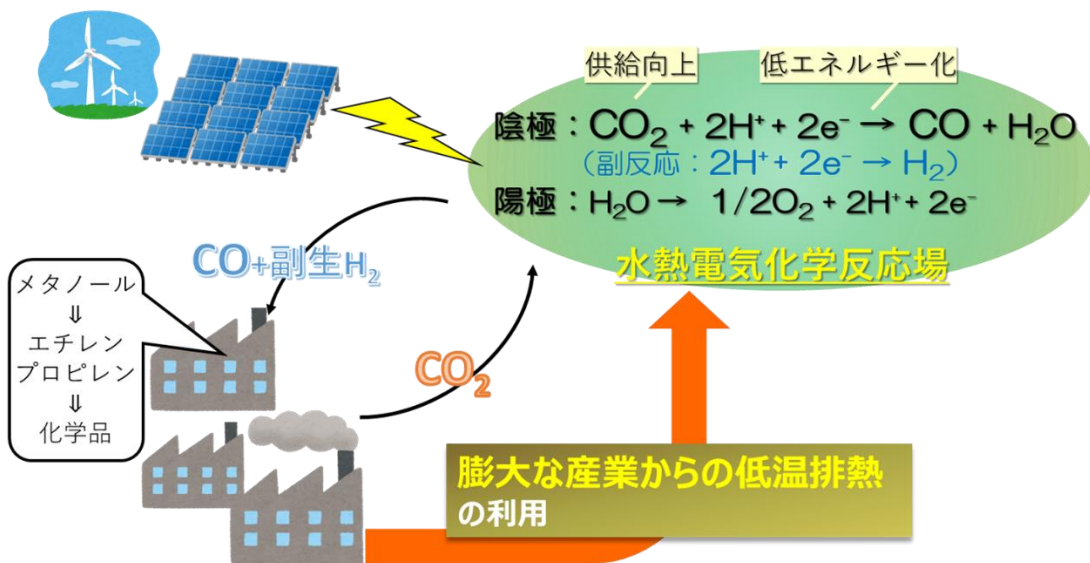 供給向上
低エネルギー化
陰極：CO₂ + 2H⁺ + 2e⁻ → CO + H₂O
（副反応：2H⁺ + 2e⁻ → H₂）
陽極：H₂O → 1/2O₂ + 2H⁺ + 2e⁻
水熱電気化学反応場
CO+副生H₂
メタノール
⇓
エチレン
プロピレン
⇓
化学品
CO₂
膨大な産業からの低温排熱
の利用